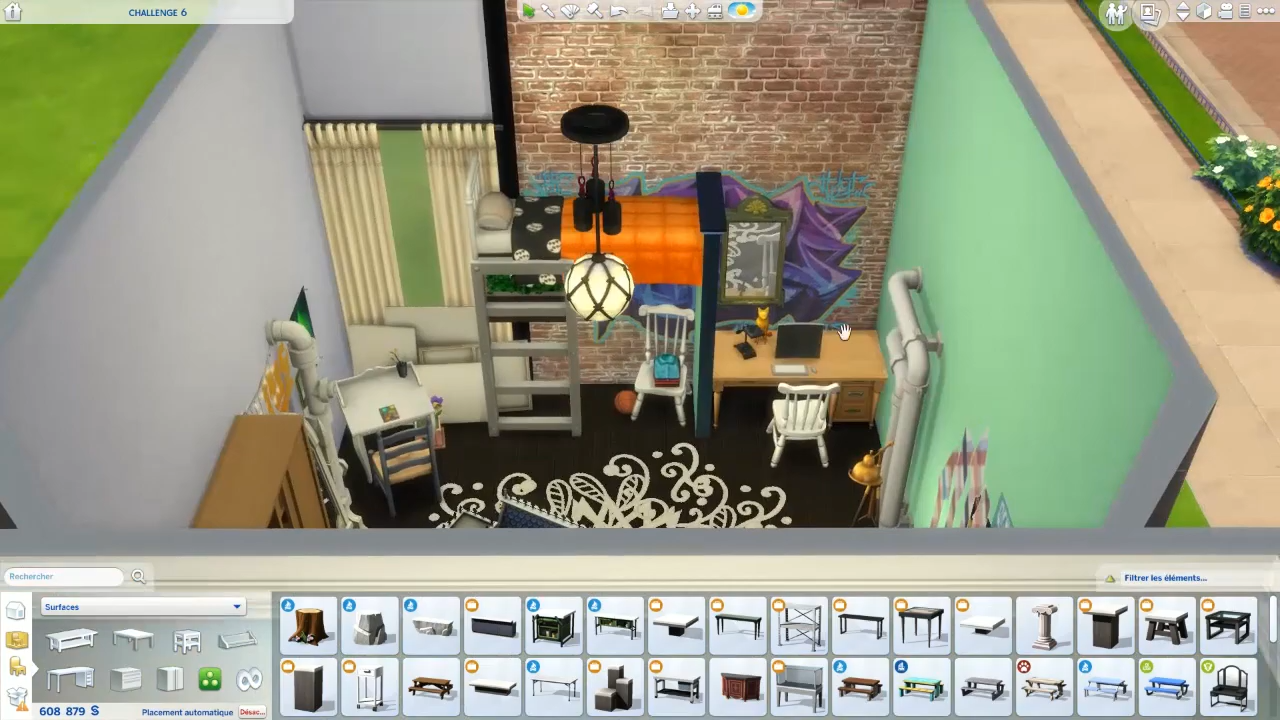 CHALLENGE 6
Rechercher
Filtrer les éléments...
Surfaces
608 879 §
Placement automatique
Désac...